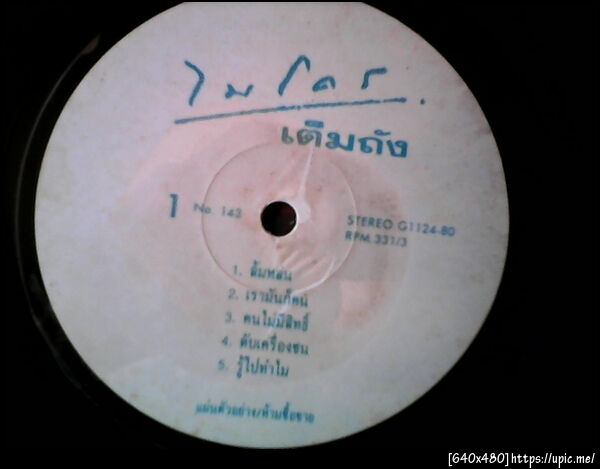 ไมโคร
เติมถัง
1 No. 143 STEREO G1124-80
RPM. 331/3
1. ลื้มหล่น
2. เรามันก็คน
3. คนไม่มีสิทธิ์
4. ดับเครื่องชน
5. รู้ไปทำไม
แผ่นตัวอย่าง/ห้ามซื้อขาย
[640x480]https://upic.me/